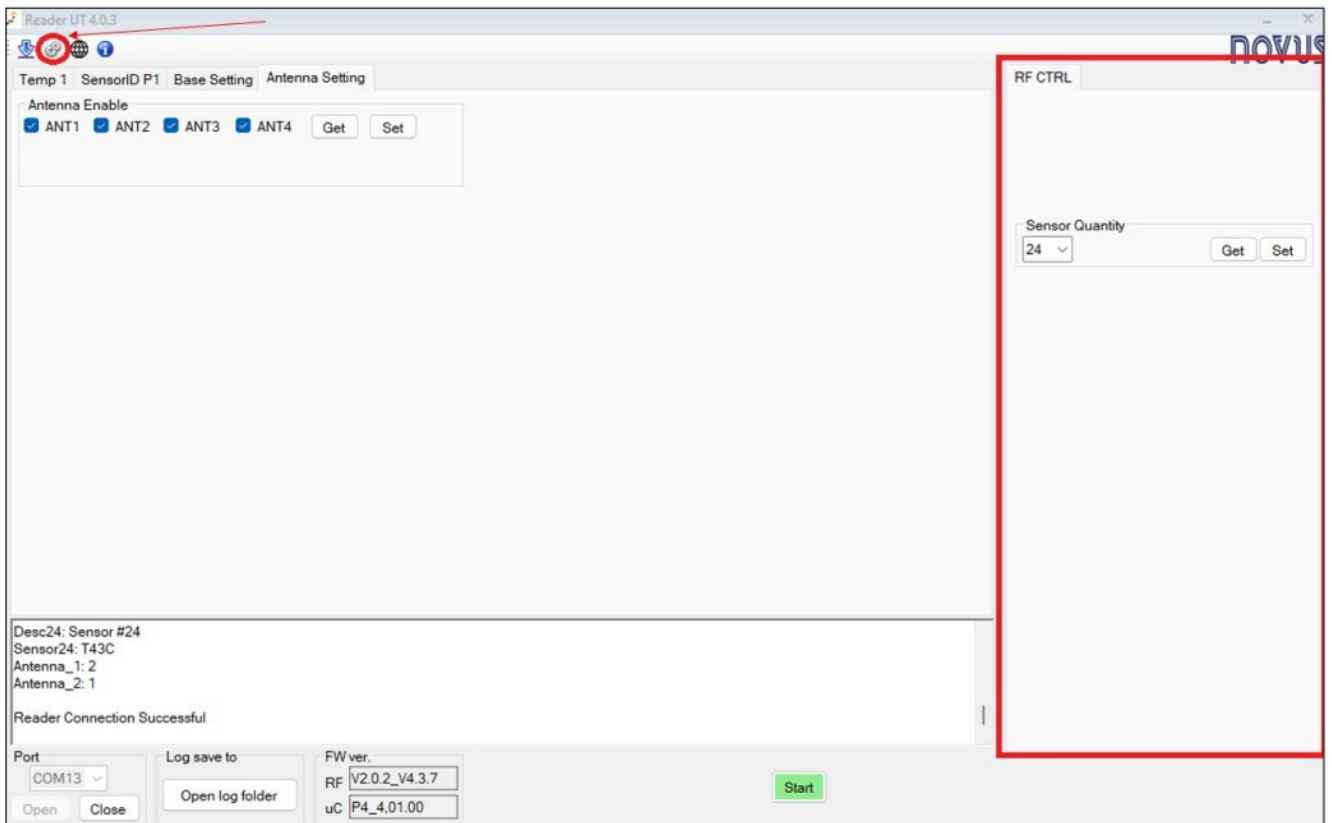 Reader UT 4.0.3
novus
Temp 1 SensorID P1 Base Setting Antenna Setting
RF CTRL
Antenna Enable
ANT1 ANT2 ANT3 ANT4 Get Set
Sensor Quantity
24 Get Set
Desc24: Sensor #24
Sensor24: T43C
Antenna_1: 2
Antenna_2: 1
Reader Connection Successful
Port Log save to FW ver.
COM13 Open log folder RF V2.0.2_V4.3.7 Start
Open Close uC P4_4,01.00